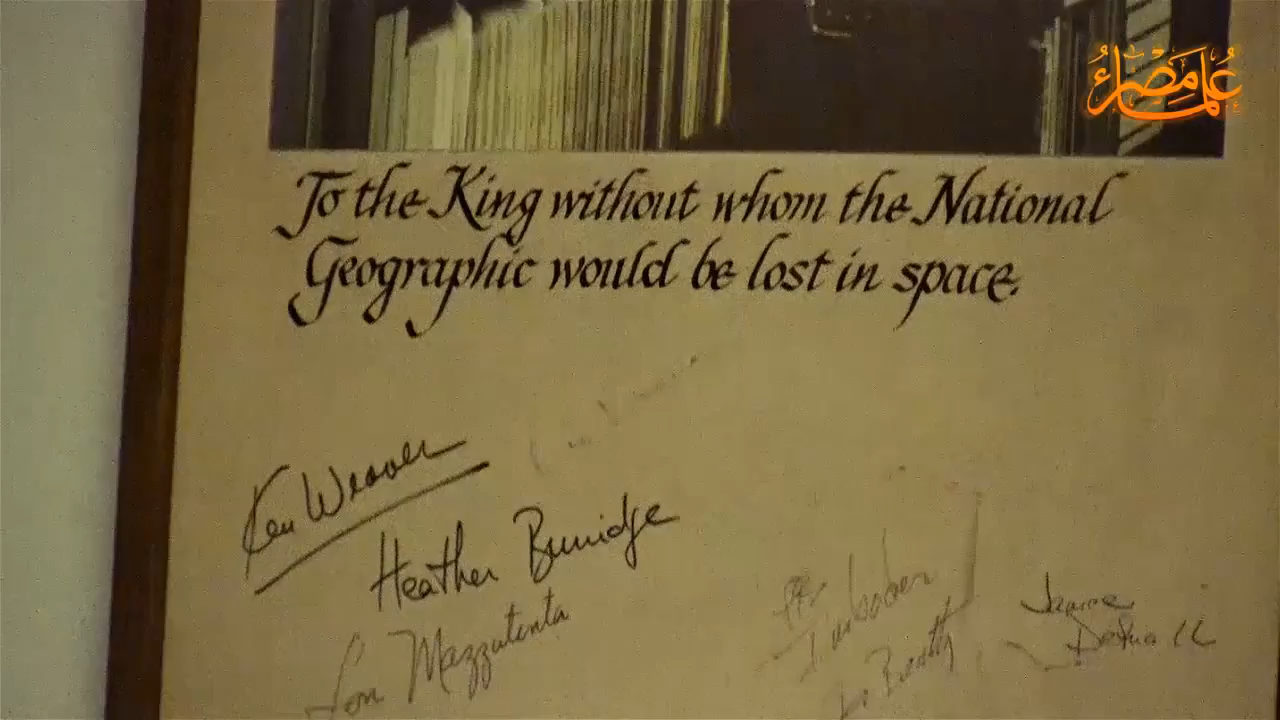 علماء مصر
To the King without whom the National
Geographic would be lost in space.
Ken Weaver
Heather Burridge
Lou Mazzatenta